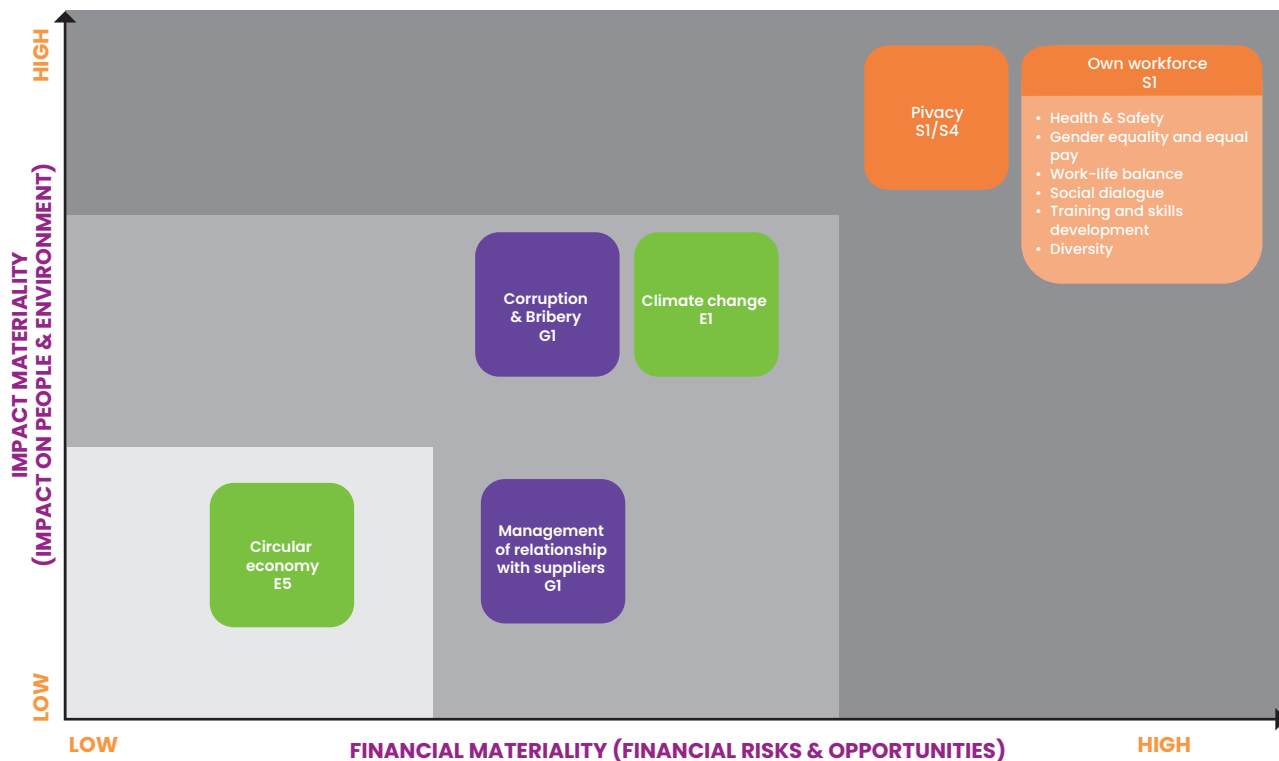 HIGH
IMPACT MATERIALITY
(IMPACT ON PEOPLE & ENVIRONMENT)
LOW
Pivacy
S1/S4
Own workforce
S1
• Health & Safety
• Gender equality and equal
pay
• Work-life balance
• Social dialogue
• Training and skills
development
• Diversity
Corruption
& Bribery
G1
Climate change
E1
Circular
economy
E5
Management
of relationship
with suppliers
G1
LOW
FINANCIAL MATERIALITY (FINANCIAL RISKS & OPPORTUNITIES)
HIGH